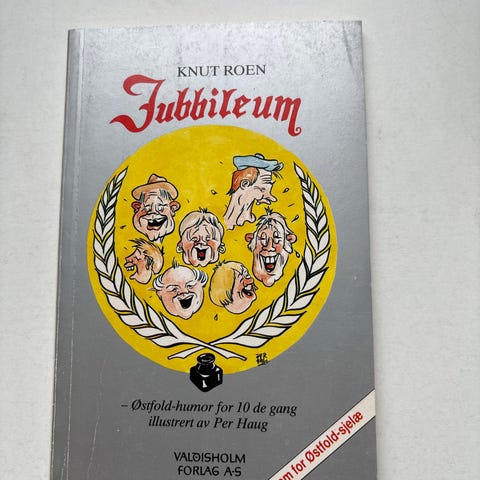 KNUT ROEN
Jubbileum
– Østfold-humor for 10 de gang
illustrert av Per Haug
VALDISHOLM
FORLAG A·S
for Østfold-sjelæ